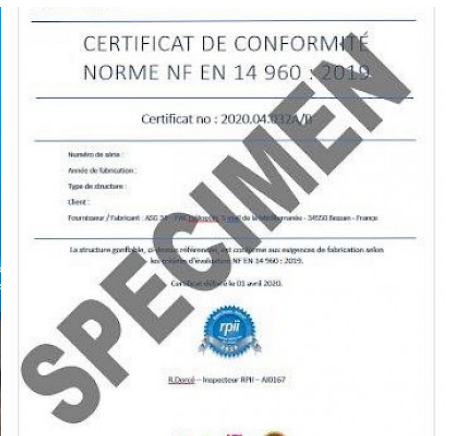 CERTIFICAT DE CONFORMITÉ
NORME NF EN 14 960 : 2019
Certificat no : 2020.04.032A/B
Numéro de série :
Année de fabrication :
Type de structure :
Client :
Fournisseur / Fabricant : ASG 34 - 34550 Bessan - France
La structure gonflable, ci-dessus référencée, est conforme aux exigences de fabrication selon
les critères d'évaluation NF EN 14 960 : 2019.
Certificat délivré le 01 avril 2020.
rpii
R.Dorcé – Inspecteur RPII – AI0167
SPECIMEN